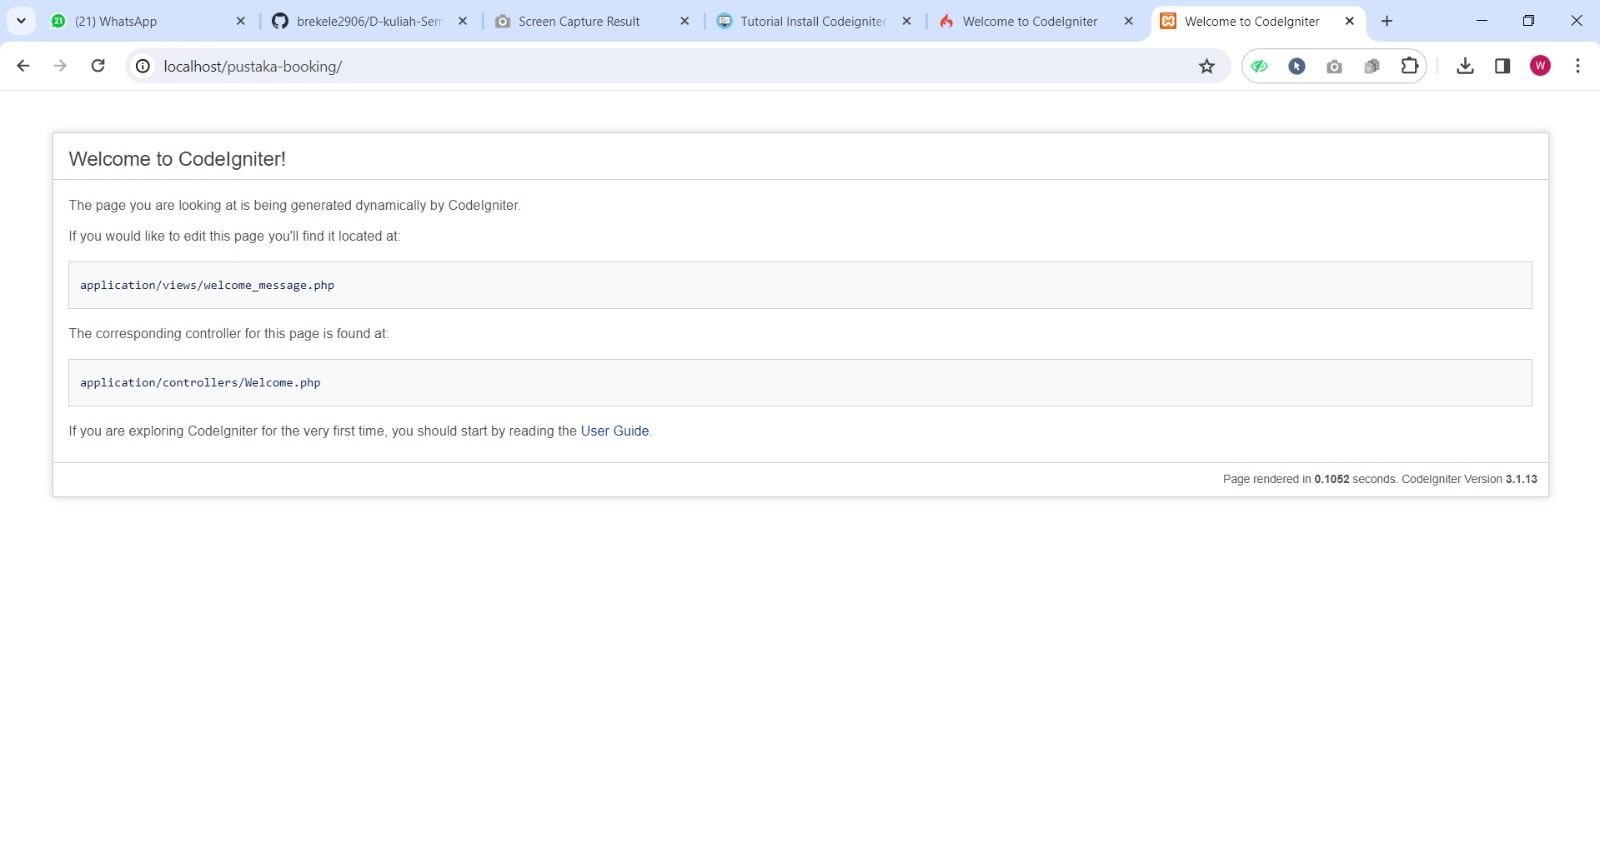 (21) WhatsApp
brekele2906/D-kuliah-Sem
Screen Capture Result
Tutorial Install Codeigniter
Welcome to CodeIgniter
Welcome to CodeIgniter
localhost/pustaka-booking/
W
Welcome to CodeIgniter!
The page you are looking at is being generated dynamically by CodeIgniter.
If you would like to edit this page you'll find it located at:
application/views/welcome_message.php
The corresponding controller for this page is found at:
application/controllers/Welcome.php
If you are exploring CodeIgniter for the very first time, you should start by reading the User Guide.
Page rendered in 0.1052 seconds. CodeIgniter Version 3.1.13